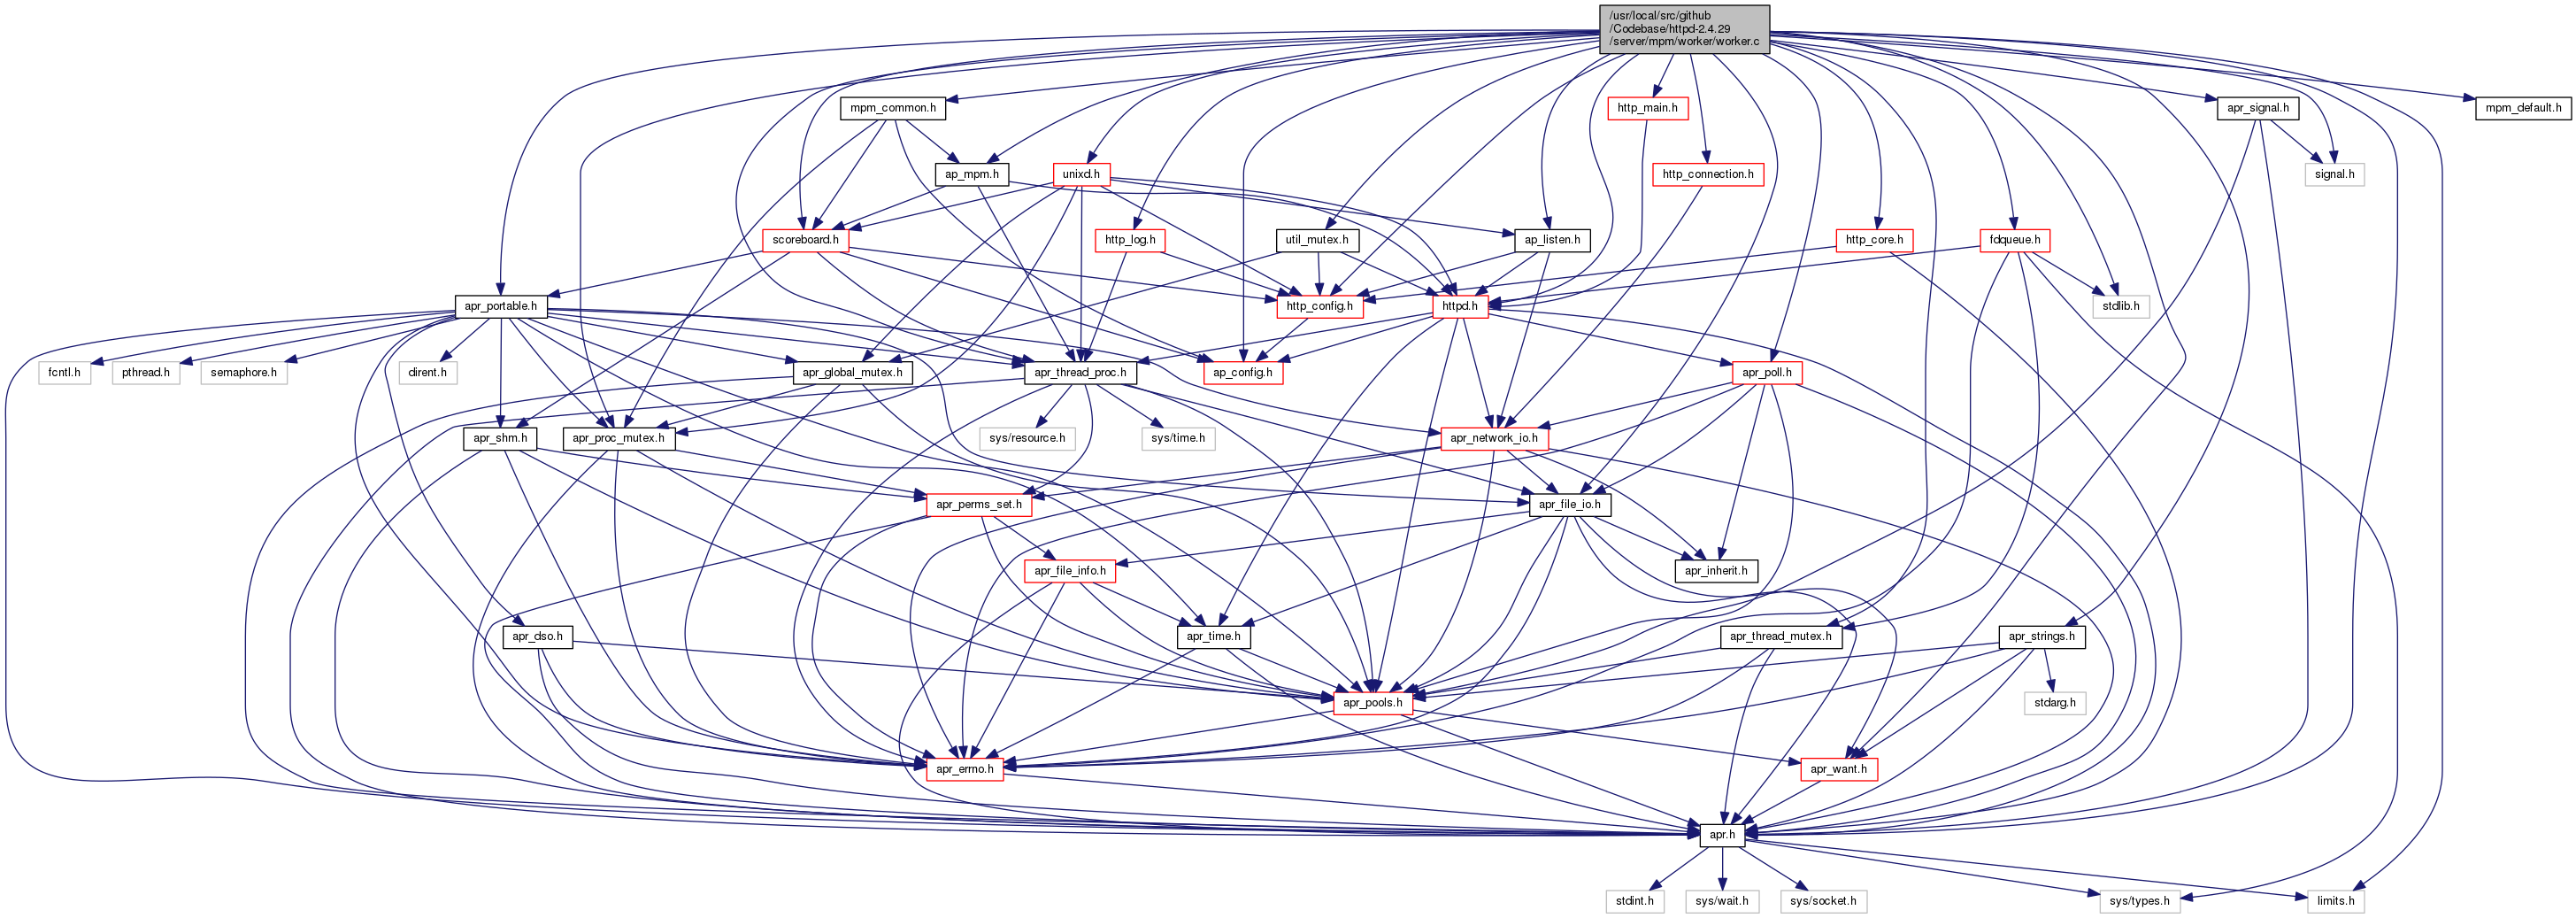 /usr/local/src/github
/Codebase/httpd-2.4.29
/server/mpm/worker/worker.c
mpm_common.h
http_main.h
apr_signal.h
mpm_default.h
ap_mpm.h
unixd.h
http_connection.h
signal.h
scoreboard.h
http_log.h
util_mutex.h
ap_listen.h
http_core.h
fdqueue.h
apr_portable.h
http_config.h
httpd.h
stdlib.h
fcntl.h
pthread.h
semaphore.h
dirent.h
apr_global_mutex.h
apr_thread_proc.h
ap_config.h
apr_poll.h
apr_shm.h
apr_proc_mutex.h
sys/resource.h
sys/time.h
apr_network_io.h
apr_perms_set.h
apr_file_io.h
apr_file_info.h
apr_inherit.h
apr_dso.h
apr_time.h
apr_thread_mutex.h
apr_strings.h
apr_pools.h
stdarg.h
apr_errno.h
apr_want.h
apr.h
stdint.h
sys/wait.h
sys/socket.h
sys/types.h
limits.h